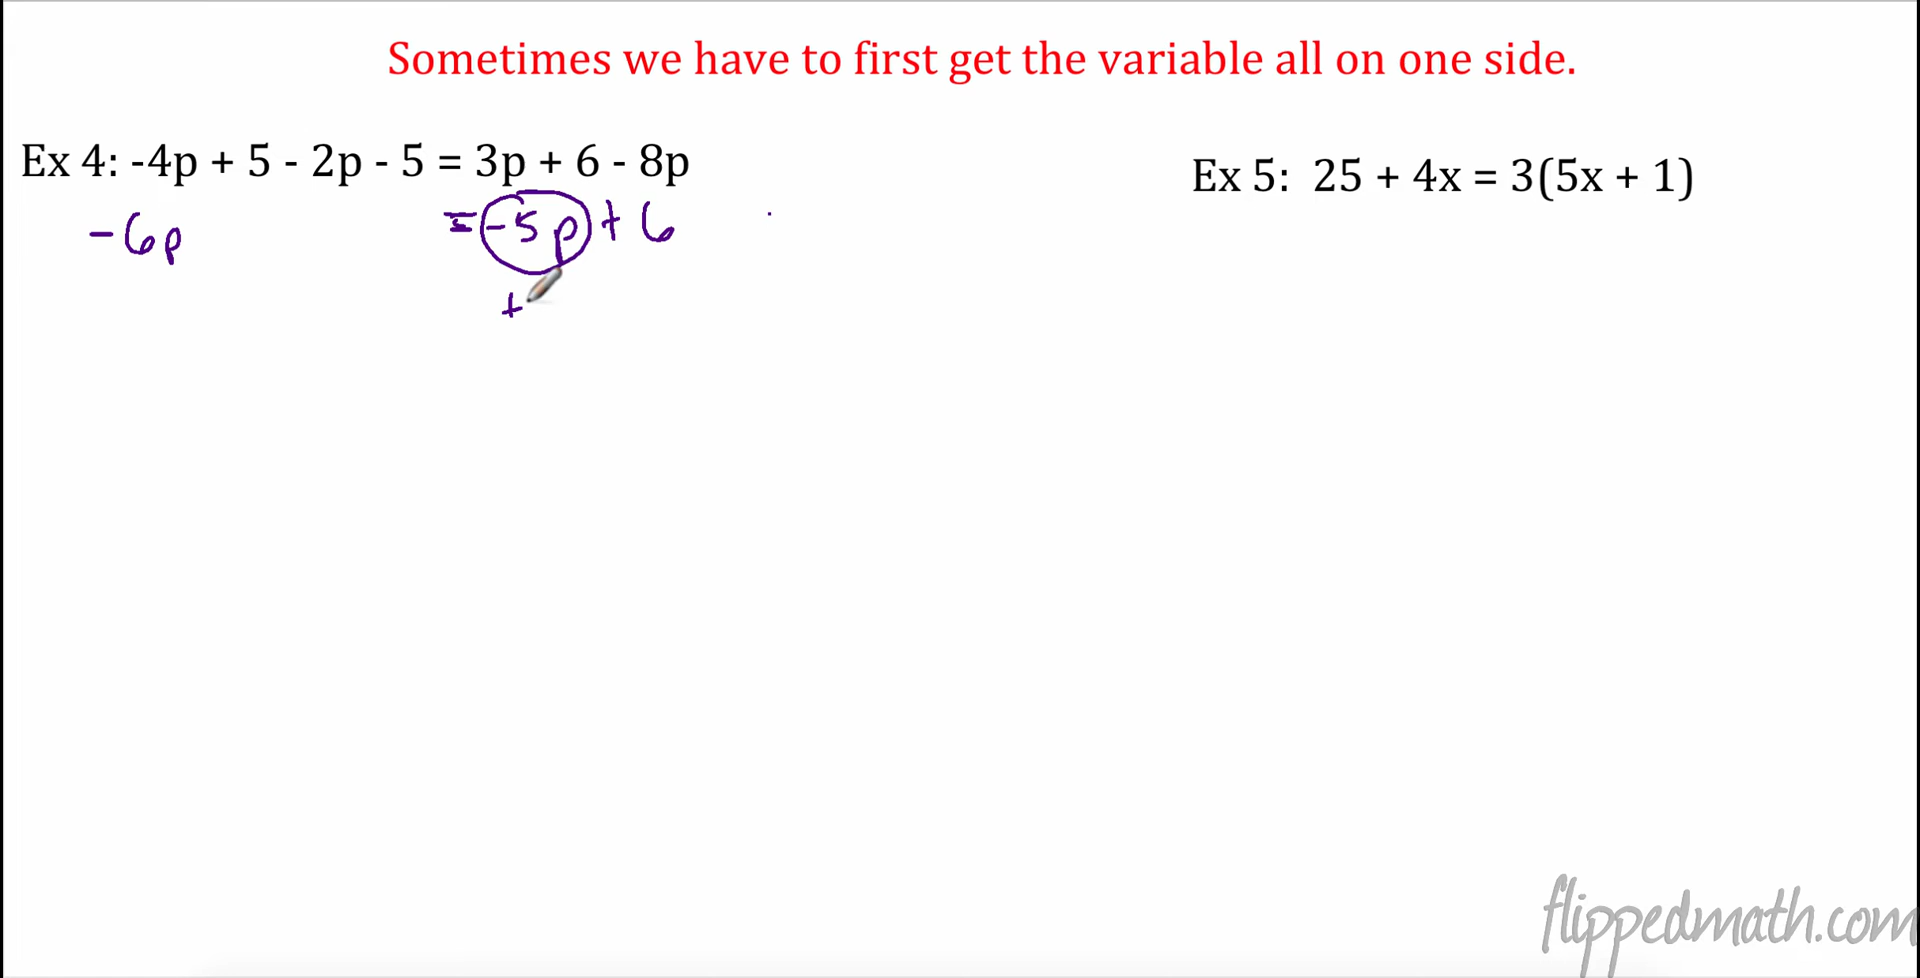 Sometimes we have to first get the variable all on one side.
Ex 4: -4p + 5 - 2p - 5 = 3p + 6 - 8p
-6p = -5p + 6
+
Ex 5: 25 + 4x = 3(5x + 1)
flippedmath.com